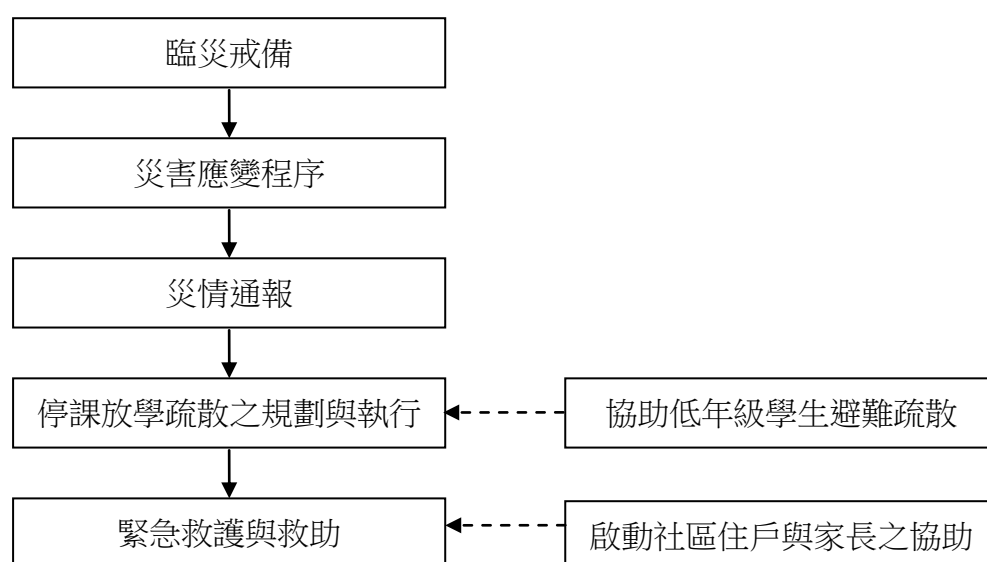 臨災戒備
災害應變程序
災情通報
停課放學疏散之規劃與執行
協助低年級學生避難疏散
緊急救護與救助
啟動社區住戶與家長之協助